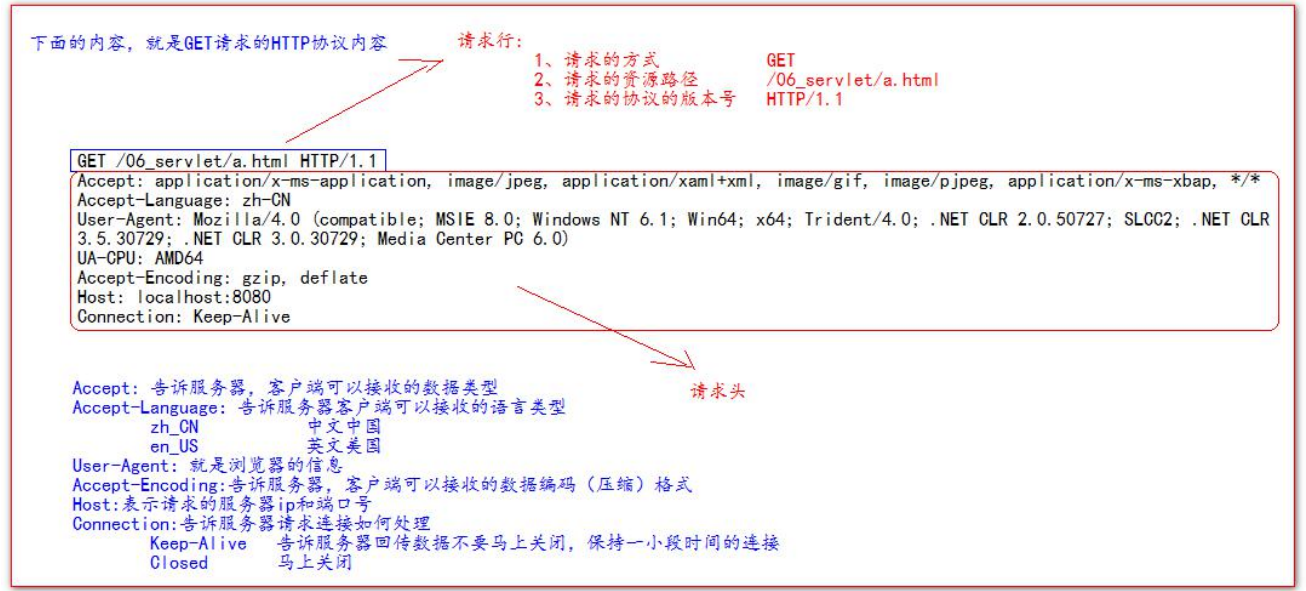 下面的内容，就是GET请求的HTTP协议内容
请求行:
1、请求的方式 GET
2、请求的资源路径 /06_servlet/a.html
3、请求的协议的版本号 HTTP/1.1
GET /06_servlet/a.html HTTP/1.1
Accept: application/x-ms-application, image/jpeg, application/xaml+xml, image/gif, image/pjpeg, application/x-ms-xbap, */*
Accept-Language: zh-CN
User-Agent: Mozilla/4.0 (compatible; MSIE 8.0; Windows NT 6.1; Win64; x64; Trident/4.0; .NET CLR 2.0.50727; SLCC2; .NET CLR
3.5.30729; .NET CLR 3.0.30729; Media Center PC 6.0)
UA-CPU: AMD64
Accept-Encoding: gzip, deflate
Host: localhost:8080
Connection: Keep-Alive
请求头
Accept: 告诉服务器，客户端可以接收的数据类型
Accept-Language: 告诉服务器客户端可以接收的语言类型
zh_CN 中文中国
en_US 英文美国
User-Agent: 就是浏览器的信息
Accept-Encoding:告诉服务器，客户端可以接收的数据编码（压缩）格式
Host:表示请求的服务器ip和端口号
Connection:告诉服务器请求连接如何处理
Keep-Alive 告诉服务器回传数据不要马上关闭，保持一小段时间的连接
Closed 马上关闭